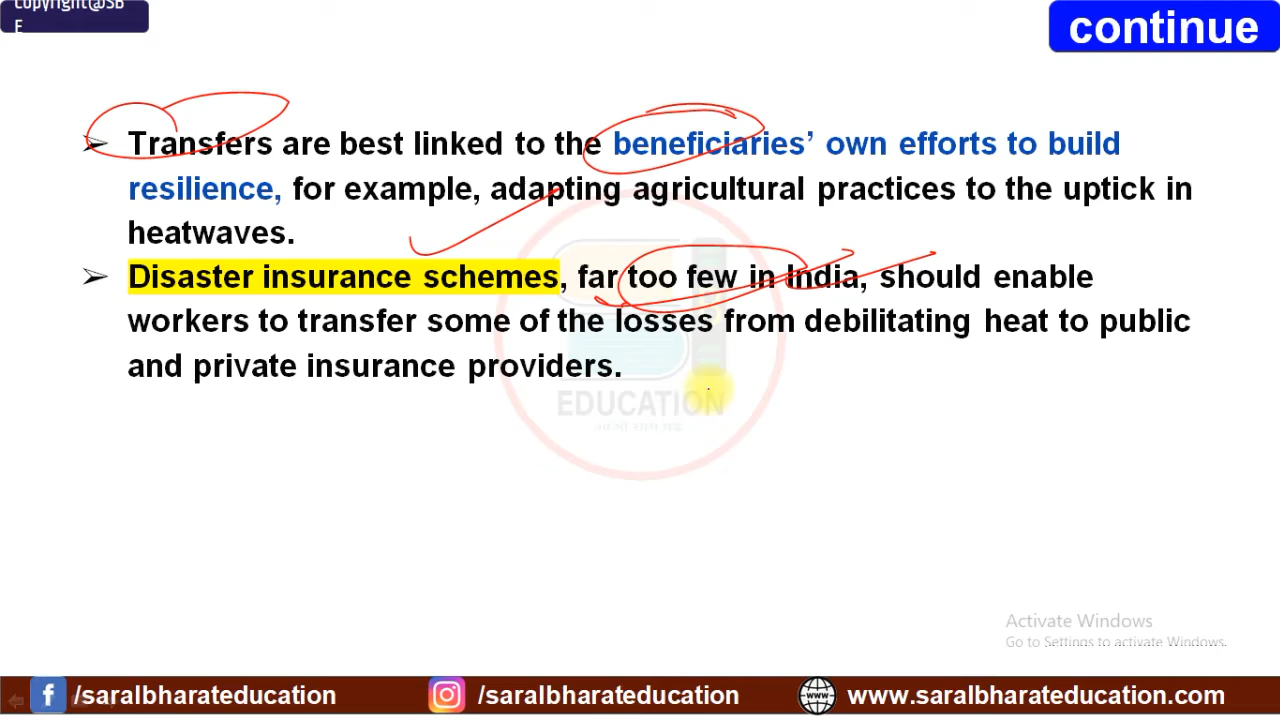 Copyright@SB
E
continue
➢ Transfers are best linked to the beneficiaries’ own efforts to build
resilience, for example, adapting agricultural practices to the uptick in
heatwaves.
➢ Disaster insurance schemes, far too few in India, should enable
workers to transfer some of the losses from debilitating heat to public
and private insurance providers.
EDUCATION
Activate Windows
Go to Settings to activate Windows.
/saralbharateducation
/saralbharateducation
www.saralbharateducation.com